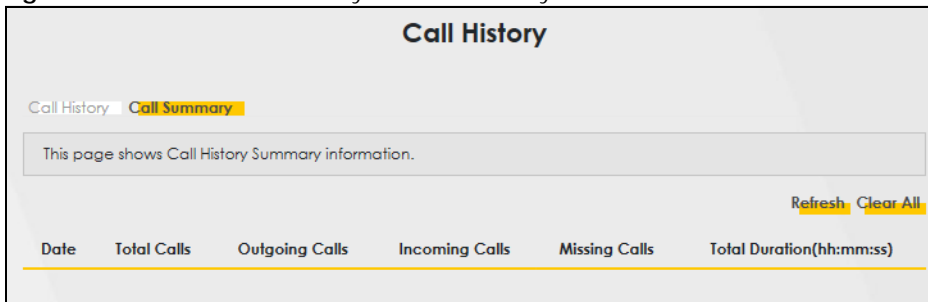 Call History
Call History Call Summary
This page shows Call History Summary information.
Refresh Clear All
Date Total Calls Outgoing Calls Incoming Calls Missing Calls Total Duration(hh:mm:ss)